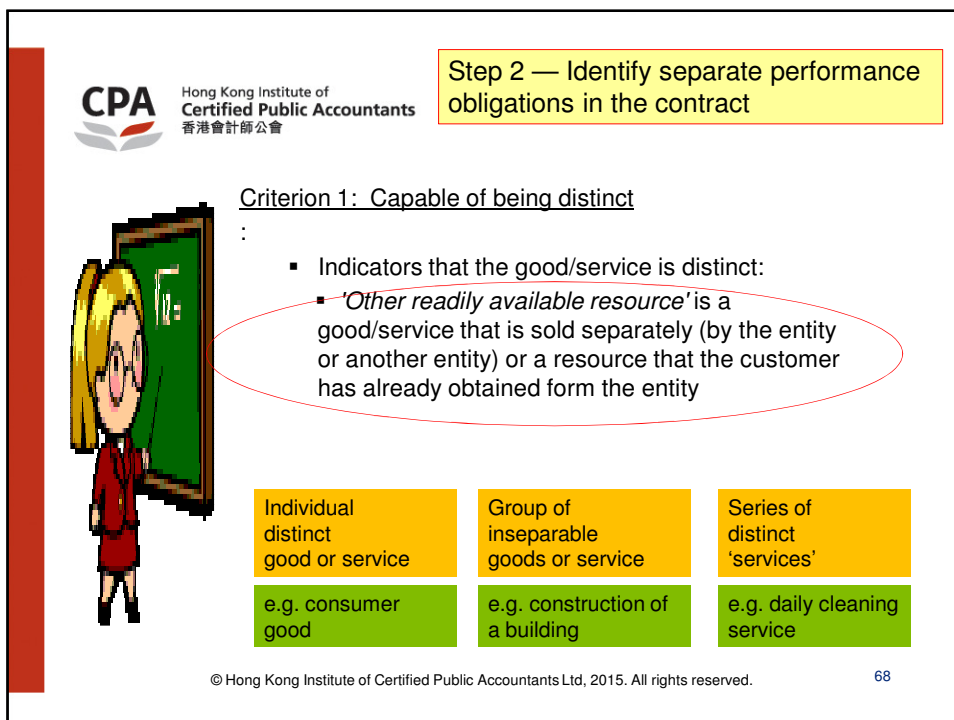 CPA
Hong Kong Institute of
Certified Public Accountants
香港會計師公會
Step 2 — Identify separate performance
obligations in the contract
Criterion 1: Capable of being distinct
:
▪ Indicators that the good/service is distinct:
▪ 'Other readily available resource' is a
good/service that is sold separately (by the entity
or another entity) or a resource that the customer
has already obtained form the entity
Individual
distinct
good or service
Group of
inseparable
goods or service
Series of
distinct
‘services’
e.g. consumer
good
e.g. construction of
a building
e.g. daily cleaning
service
© Hong Kong Institute of Certified Public Accountants Ltd, 2015. All rights reserved.
68